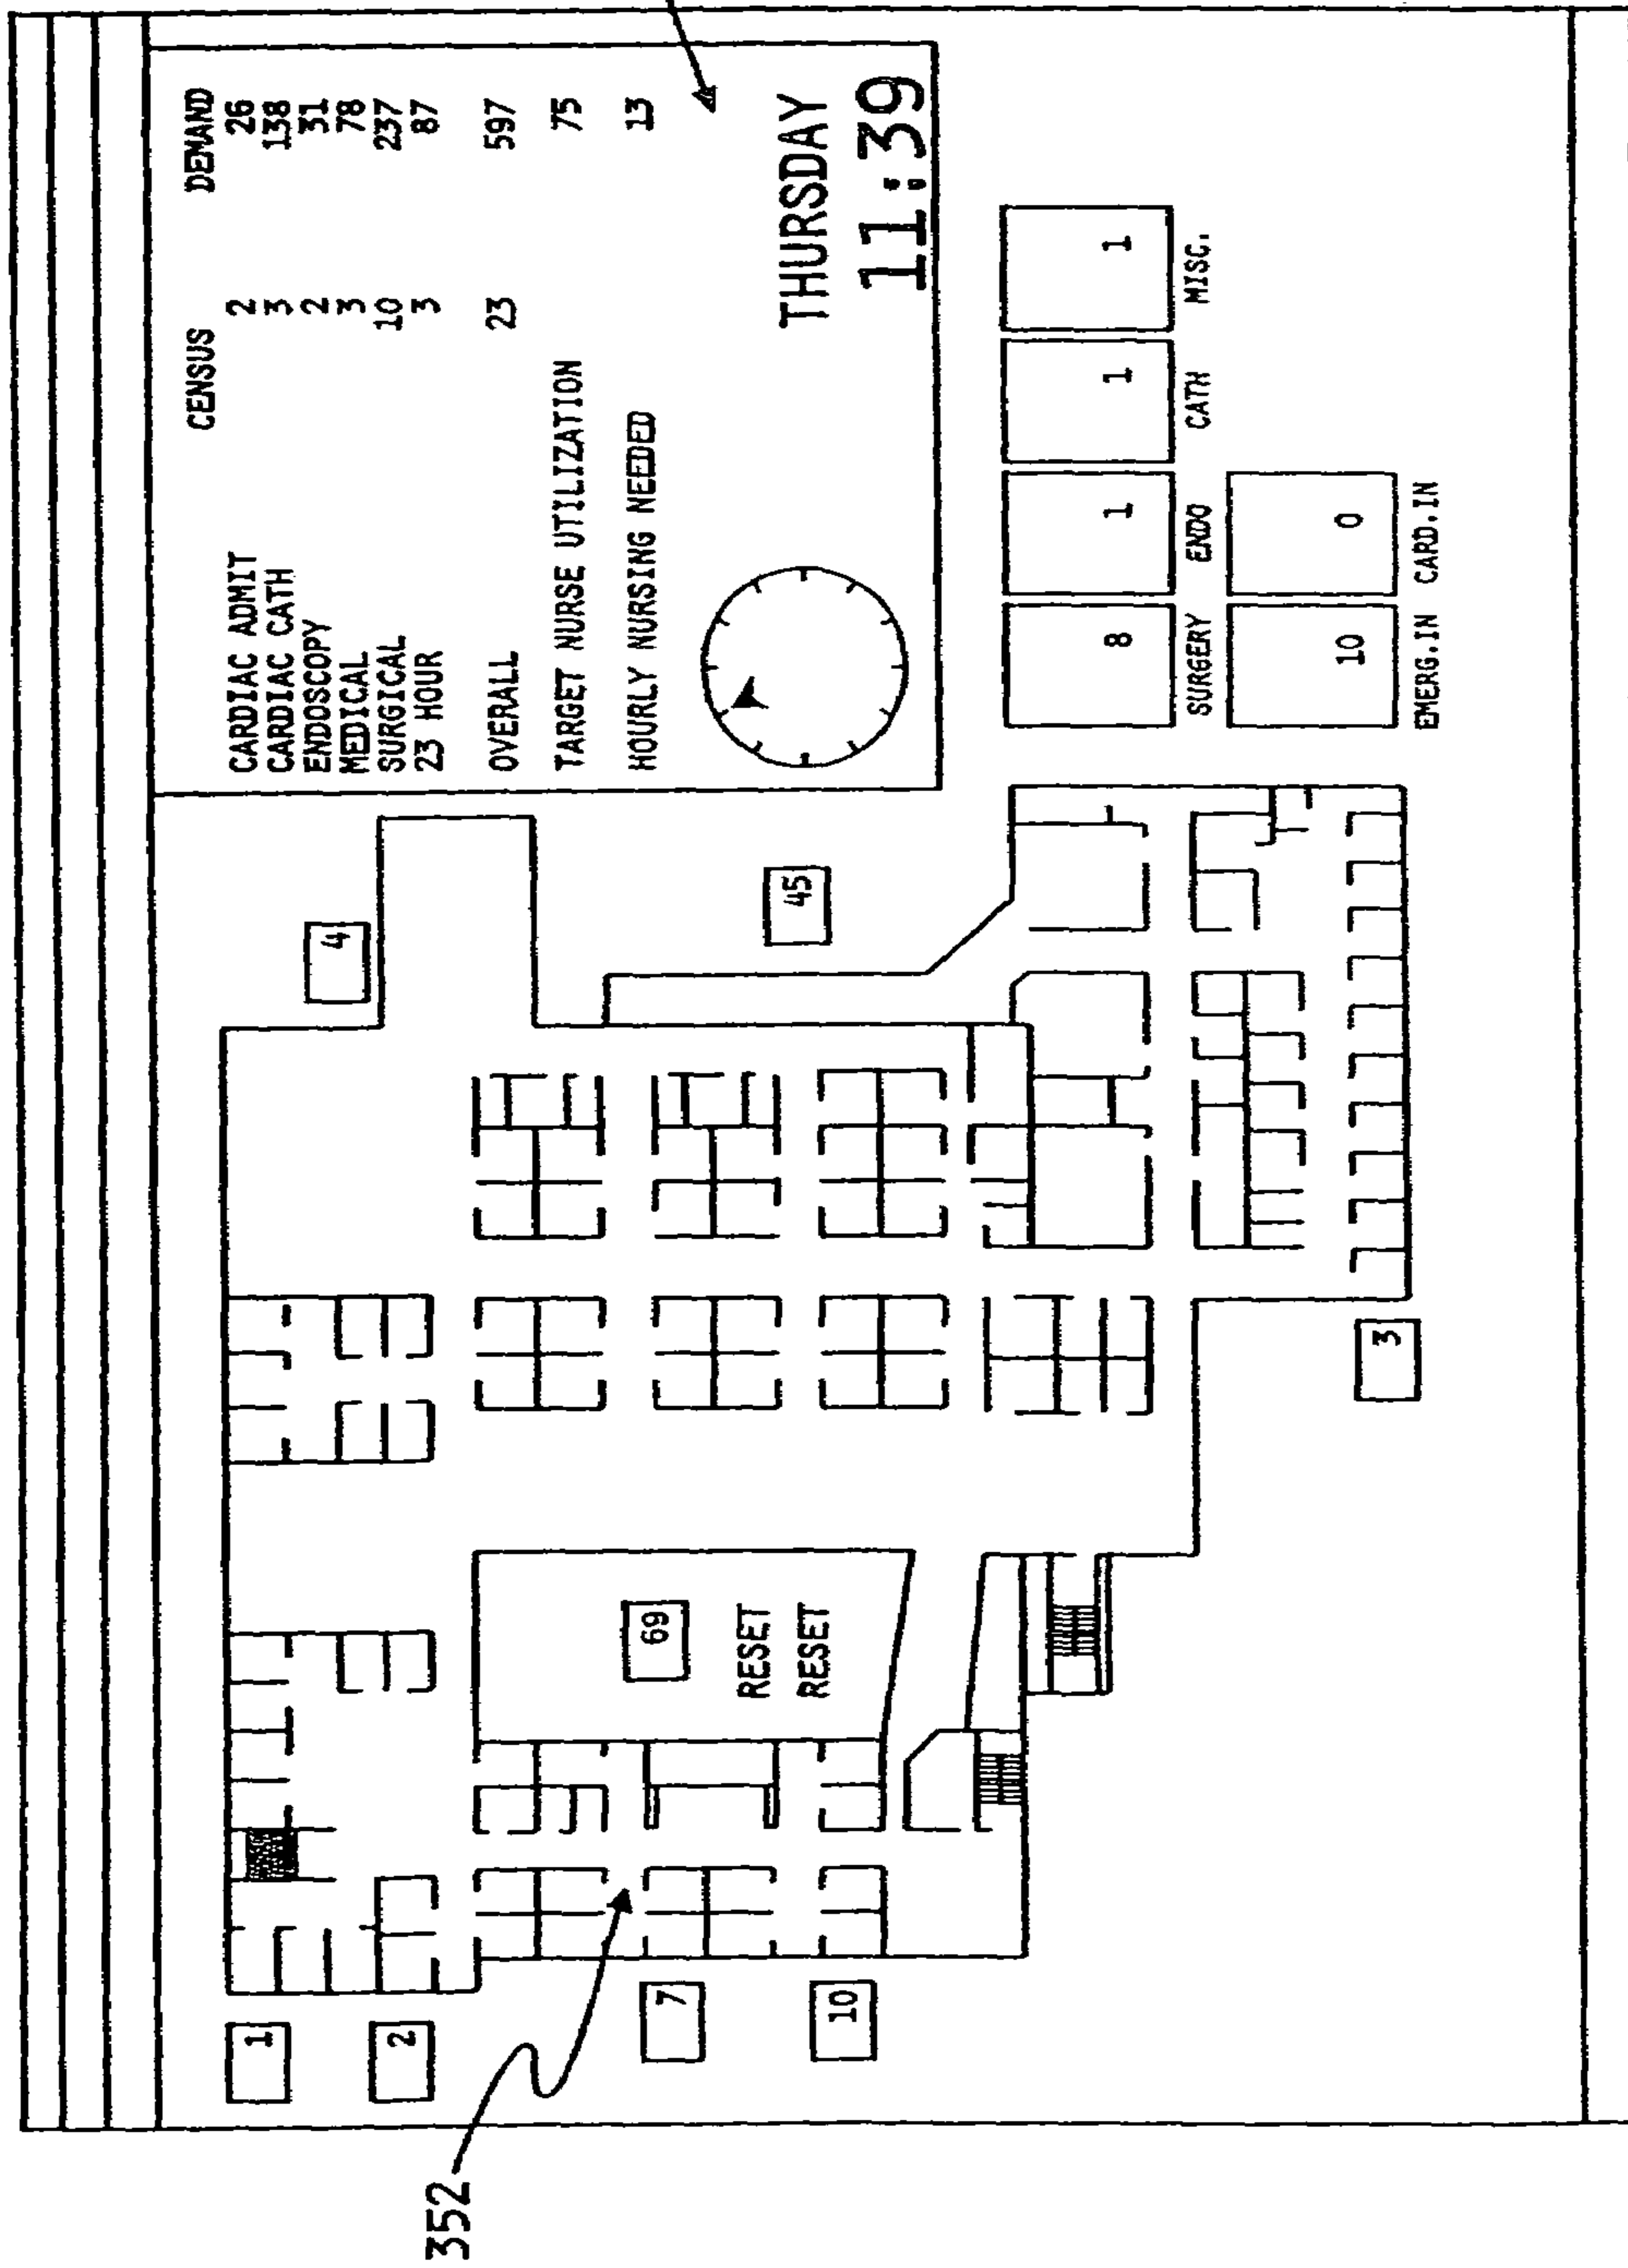 CENSUS DEMAND
CARDIAC ADMIT 2 26
CARDIAC CATH 3 138
ENDOSCOPY 2 31
MEDICAL 3 78
SURGICAL 10 237
23 HOUR 3 87
OVERALL 23 597
TARGET NURSE UTILIZATION 75
HOURLY NURSING NEEDED 13
THURSDAY
11:39
1
2
4
352
7
69
45
RESET
RESET
10
8 1 1 1
SURGERY ENDO CATH MISC.
3
10 0
EMERG.IN CARD.IN